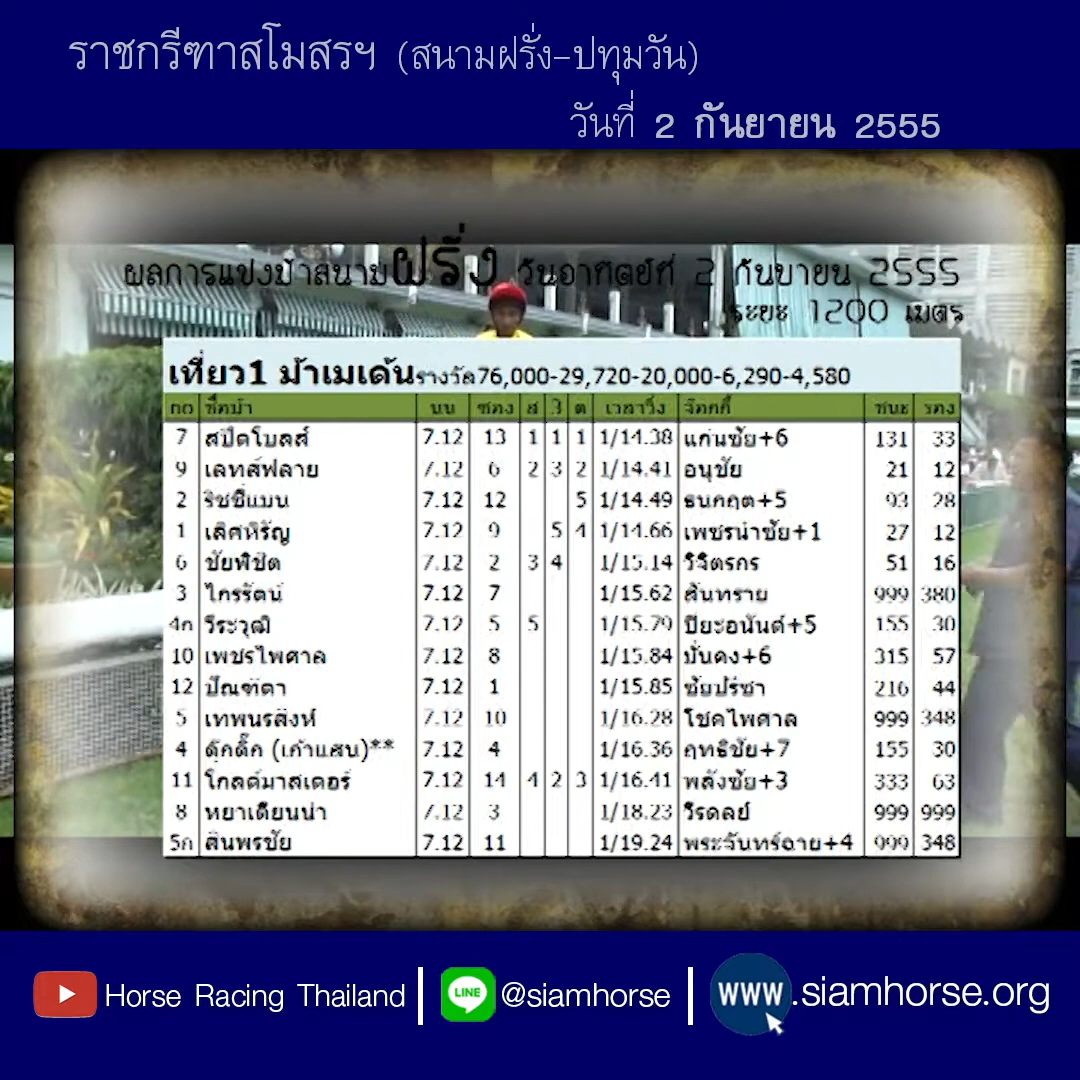 ราชกรีฑาสโมสรฯ (สนามฝรั่ง-ปทุมวัน)
วันที่ 2 กันยายน 2555
ผลการแข่งม้าสนามฝรั่ง วันอาทิตย์ที่ 2 กันยายน 2555
ระยะ 1200 เมตร
เที่ยว1 ม้าเมเด้นรางวัล76,000-29,720-20,000-6,290-4,580
ชื่อม้า นน ซอง ส 3 ต เวลาวิ่ง จ๊อกกี้ ชนะ รอง
7 สปีดโบลส์ 7.12 13 1 1 1 1/14.38 แก่นชัย+6 131 33
9 เลทส์ฟลาย 7.12 6 2 3 2 1/14.41 อนุชัย 21 12
2 ริชชี่แมน 7.12 12 5 1/14.49 ธนกฤต+5 93 28
1 เลิศหิรัญ 7.12 9 5 4 1/14.66 เพชรนำชัย+1 27 12
6 ชัยพิชิต 7.12 2 3 4 1/15.14 วิจิตรกร 51 16
3 ไกรรัตน์ 7.12 7 1/15.62 สันทราย 999 380
4ก วีระวุฒิ 7.12 5 5 1/15.79 ปิยะอนันต์+5 155 30
10 เพชรไพศาล 7.12 8 1/15.84 ปั่นคง+6 315 57
12 ปัณฑิตา 7.12 1 1/15.85 ชัยปรีชา 216 44
5 เทพนรสิงห์ 7.12 10 1/16.28 โชคไพศาล 999 348
4 ดุ๊กดิ๊ก (เก้าแสน)** 7.12 4 1/16.36 ฤทธิชัย+7 155 30
11 โกลด์มาสเตอร์ 7.12 14 4 2 3 1/16.41 พลังชัย+3 333 63
8 หยาเตียนน่า 7.12 3 1/18.23 วีรดลย์ 999 999
5ก สินพรชัย 7.12 11 1/19.24 พระจันทร์ฉาย+4 999 348
Horse Racing Thailand | LINE @siamhorse | www.siamhorse.org